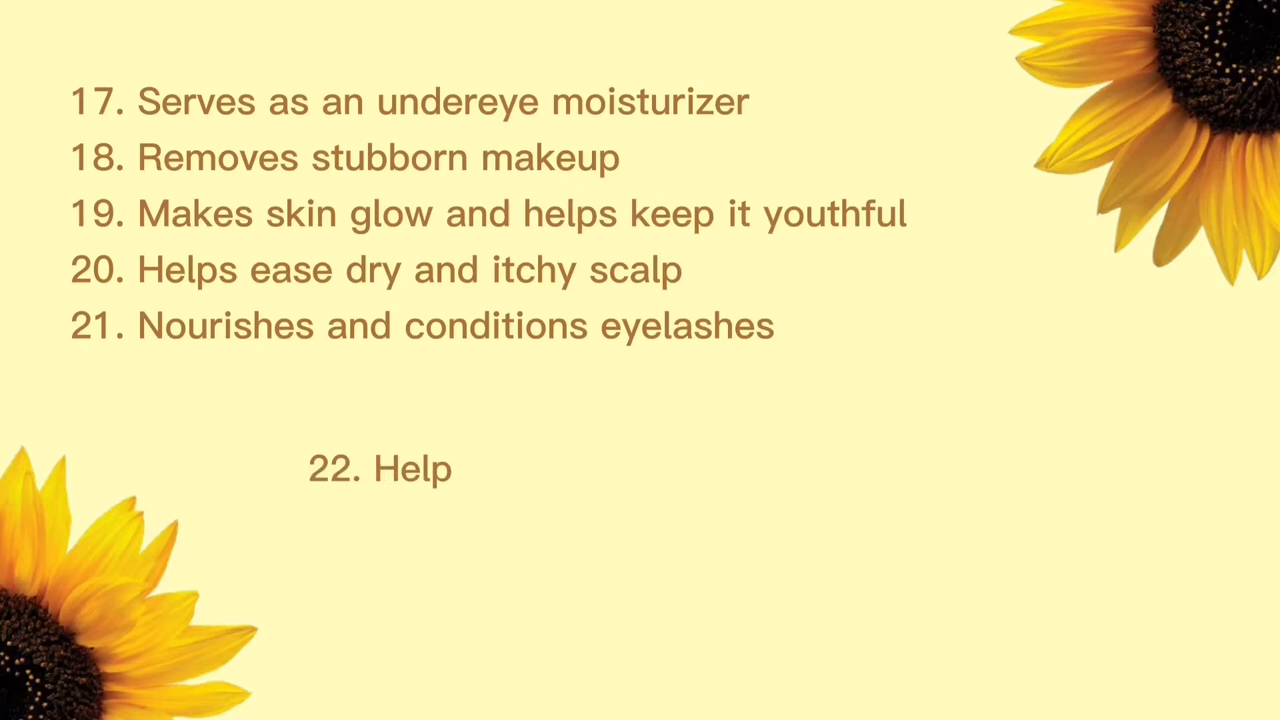 17. Serves as an undereye moisturizer
18. Removes stubborn makeup
19. Makes skin glow and helps keep it youthful
20. Helps ease dry and itchy scalp
21. Nourishes and conditions eyelashes
22. Help